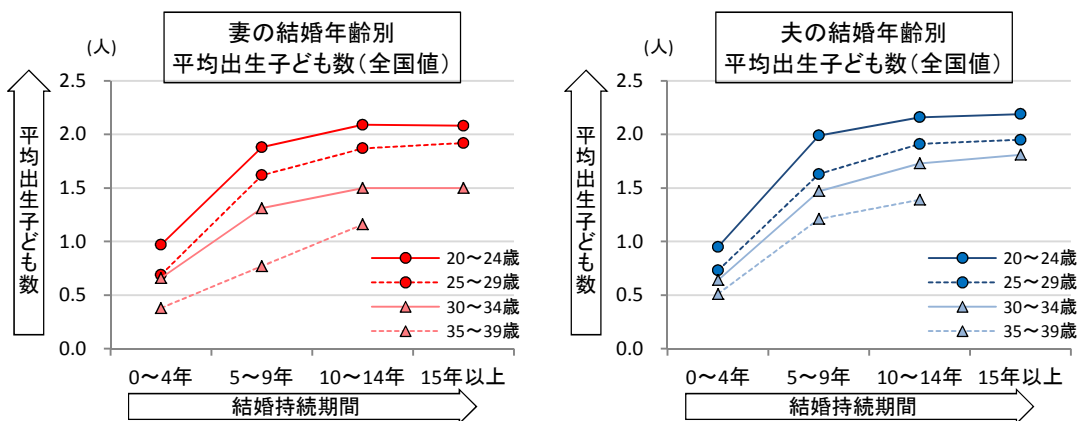 妻の結婚年齢別
平均出生子ども数（全国値）
(人)
平均出生子ども数
2.5
2.0
1.5
1.0
0.5
0.0
20～24歳
25～29歳
30～34歳
35～39歳
0～4年 5～9年 10～14年 15年以上
結婚持続期間
夫の結婚年齢別
平均出生子ども数（全国値）
(人)
平均出生子ども数
2.5
2.0
1.5
1.0
0.5
0.0
20～24歳
25～29歳
30～34歳
35～39歳
0～4年 5～9年 10～14年 15年以上
結婚持続期間